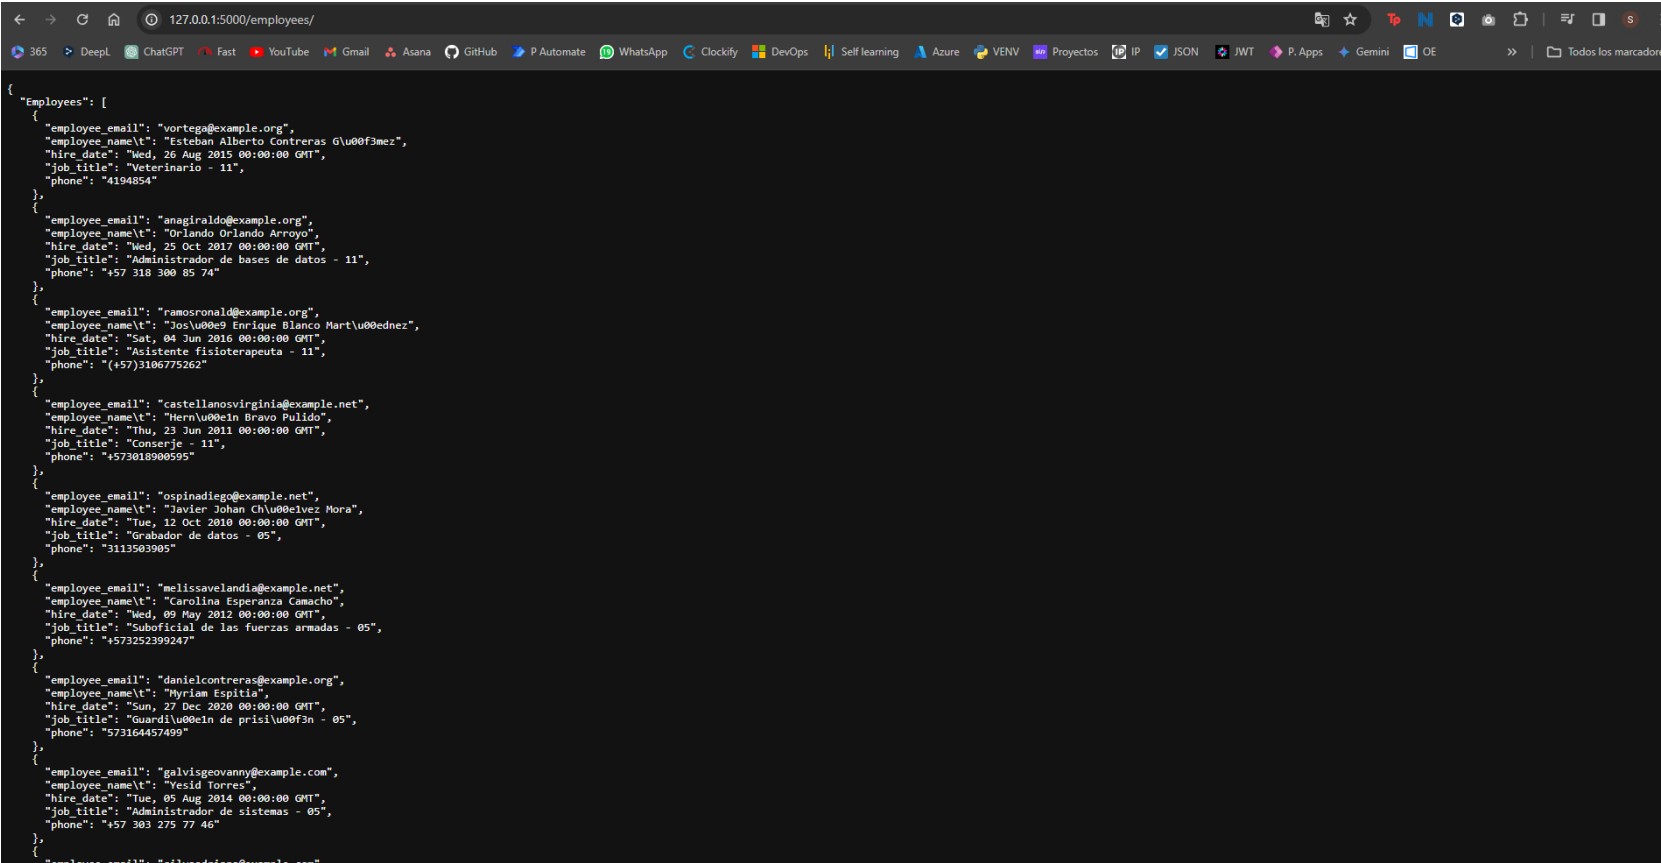 127.0.0.1:5000/employees/
365 DeepL ChatGPT Fast YouTube Gmail Asana GitHub P Automate WhatsApp Clockify DevOps Self learning Azure VENV Proyectos IP JSON JWT P. Apps Gemini OE » Todos los marcadore
{
"Employees": [
{
"employee_email": "vortega@example.org",
"employee_name\t": "Esteban Alberto Contreras G\u00f3mez",
"hire_date": "Wed, 26 Aug 2015 00:00:00 GMT",
"job_title": "Veterinario - 11",
"phone": "4194854"
},
{
"employee_email": "anagiraldo@example.org",
"employee_name\t": "Orlando Orlando Arroyo",
"hire_date": "Wed, 25 Oct 2017 00:00:00 GMT",
"job_title": "Administrador de bases de datos - 11",
"phone": "+57 318 300 85 74"
},
{
"employee_email": "ramosronald@example.org",
"employee_name\t": "Jos\u00e9 Enrique Blanco Mart\u00ednez",
"hire_date": "Sat, 04 Jun 2016 00:00:00 GMT",
"job_title": "Asistente fisioterapeuta - 11",
"phone": "(+57)3106775262"
},
{
"employee_email": "castellanosvirginia@example.net",
"employee_name\t": "Hern\u00e1n Bravo Pulido",
"hire_date": "Thu, 23 Jun 2011 00:00:00 GMT",
"job_title": "Conserje - 11",
"phone": "+573018900595"
},
{
"employee_email": "ospinadiego@example.net",
"employee_name\t": "Javier Johan Ch\u00e1vez Mora",
"hire_date": "Tue, 12 Oct 2010 00:00:00 GMT",
"job_title": "Grabador de datos - 05",
"phone": "3113503905"
},
{
"employee_email": "melissavelandia@example.net",
"employee_name\t": "Carolina Esperanza Camacho",
"hire_date": "Wed, 09 May 2012 00:00:00 GMT",
"job_title": "Suboficial de las fuerzas armadas - 05",
"phone": "+573252399247"
},
{
"employee_email": "danielcontreras@example.org",
"employee_name\t": "Myriam Espitia",
"hire_date": "Sun, 27 Dec 2020 00:00:00 GMT",
"job_title": "Guardi\u00e1n de prisi\u00f3n - 05",
"phone": "573164457499"
},
{
"employee_email": "galvisgeovanny@example.com",
"employee_name\t": "Yesid Torres",
"hire_date": "Tue, 05 Aug 2014 00:00:00 GMT",
"job_title": "Administrador de sistemas - 05",
"phone": "+57 303 275 77 46"
},
{